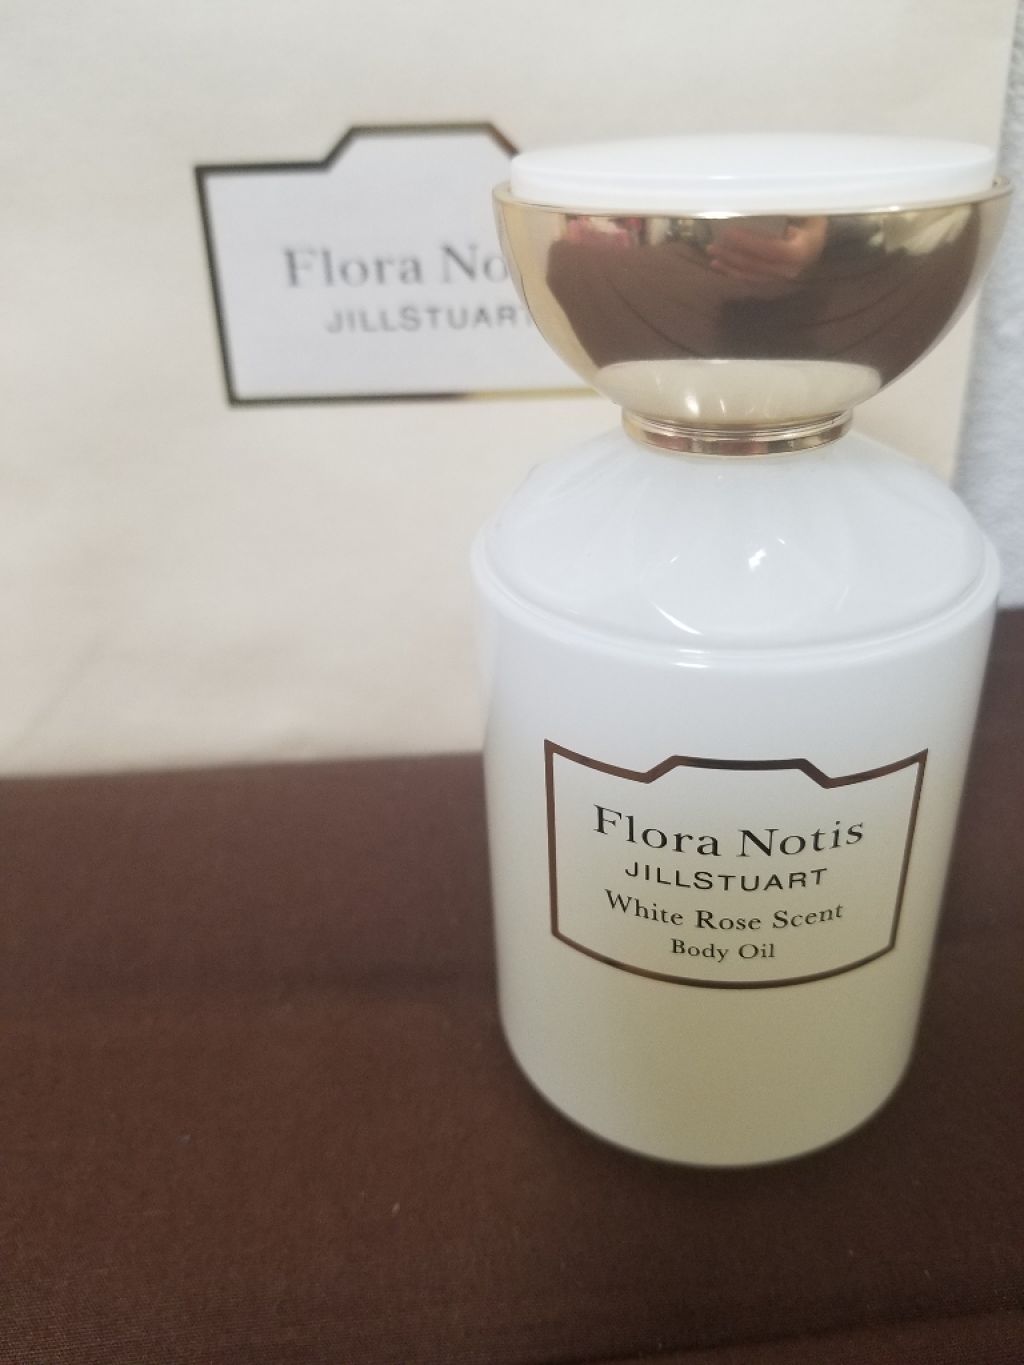 Flora No
JILLSTUART
Flora Notis
JILLSTUART
White Rose Scent
Body Oil